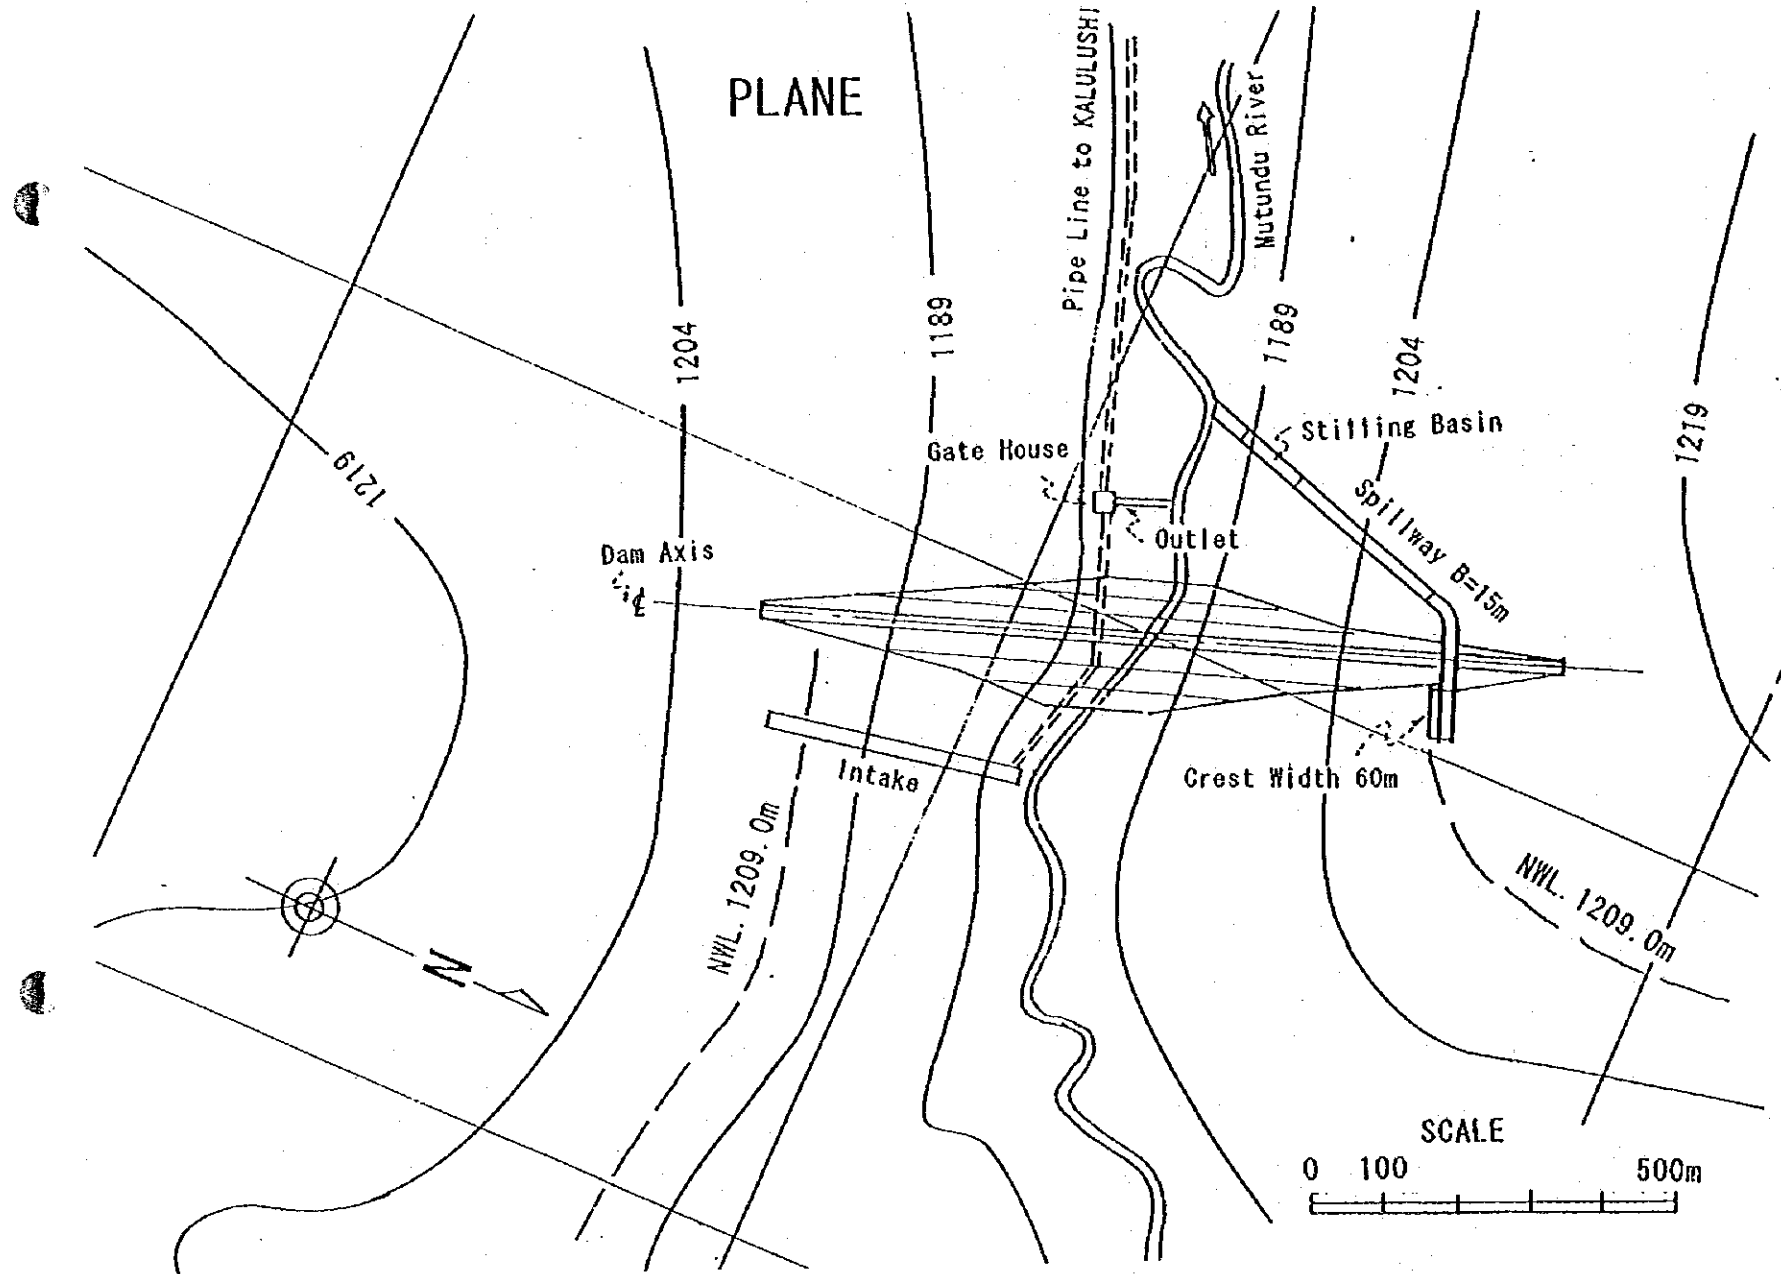 PLANE
Pipe Line to KALULUSHI
Mutundu River
1204
1189
1189
1204
1219
1219
Gate House
Stilling Basin
Outlet
Spillway B=15m
Dam Axis
Intake
Crest Width 60m
NWL. 1209.0m
NWL. 1209.0m
N
SCALE
0 100 500m